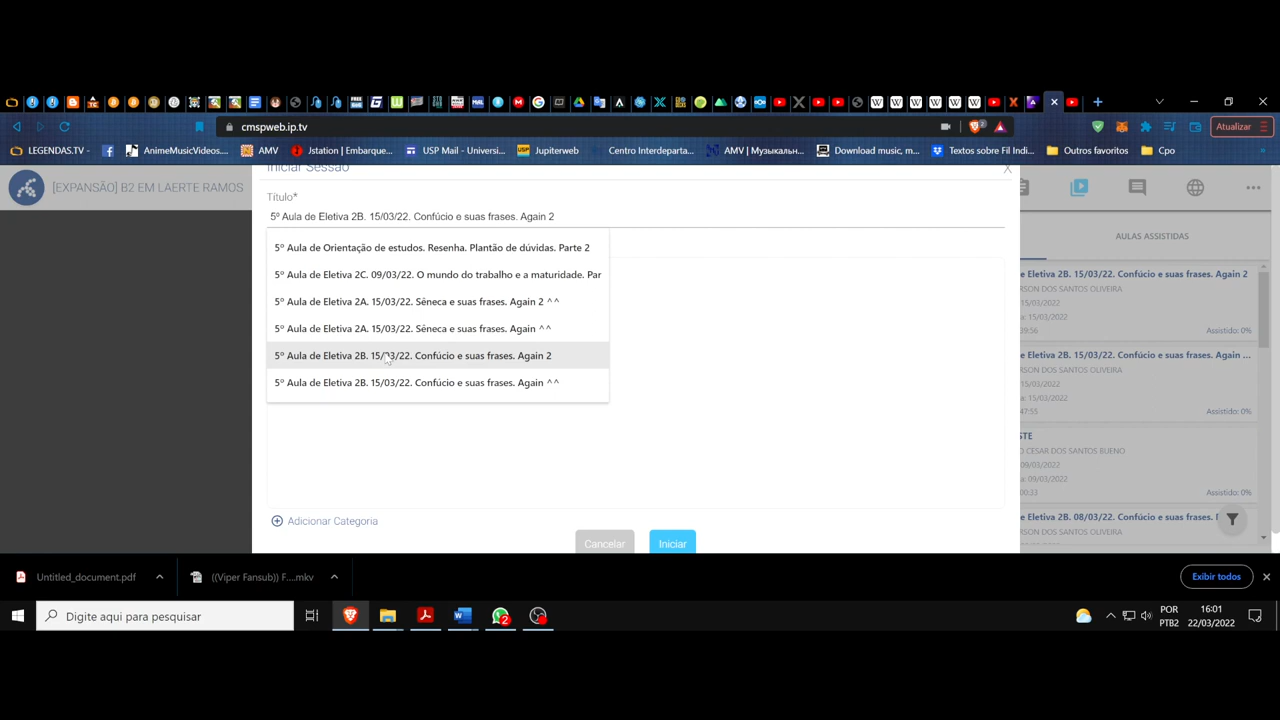 cmspweb.ip.tv
2
Atualizar
LEGENDAS.TV
AnimeMusicVideos...
AMV
Jstation | Embarque...
USP Mail - Universi...
Jupiterweb
Centro Interdeparta...
AMV | Музыкальн...
Download music, m...
Textos sobre Fil Indi...
Outros favoritos
Cpo
[EXPANSÃO] B2 EM LAERTE RAMOS
Iniciar Sessão
X
Título*
5º Aula de Eletiva 2B. 15/03/22. Confúcio e suas frases. Again 2
5º Aula de Orientação de estudos. Resenha. Plantão de dúvidas. Parte 2
5º Aula de Eletiva 2C. 09/03/22. O mundo do trabalho e a maturidade. Par
5º Aula de Eletiva 2A. 15/03/22. Sêneca e suas frases. Again 2 ^^
5º Aula de Eletiva 2A. 15/03/22. Sêneca e suas frases. Again ^^
5º Aula de Eletiva 2B. 15/03/22. Confúcio e suas frases. Again 2
5º Aula de Eletiva 2B. 15/03/22. Confúcio e suas frases. Again ^^
Adicionar Categoria
Cancelar
Iniciar
AULAS ASSISTIDAS
e Eletiva 2B. 15/03/22. Confúcio e suas frases. Again 2
RSON DOS SANTOS OLIVEIRA
15/03/2022
a: 15/03/2022
39:56
Assistido: 0%
e Eletiva 2B. 15/03/22. Confúcio e suas frases. Again ...
RSON DOS SANTOS OLIVEIRA
15/03/2022
a: 15/03/2022
47:55
Assistido: 0%
STE
O CESAR DOS SANTOS BUENO
09/03/2022
a: 09/03/2022
00:33
Assistido: 0%
e Eletiva 2B. 08/03/22. Confúcio e suas frases.
RSON DOS SANTOS OLIVEIRA
Untitled_document.pdf
((Viper Fansub)) F....mkv
Exibir todos
Digite aqui para pesquisar
2
POR
PTB2
16:01
22/03/2022